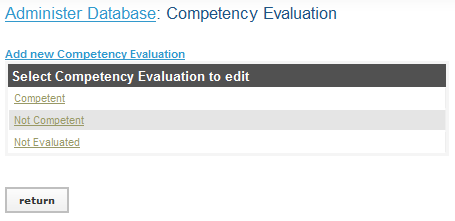 Administer Database: Competency Evaluation
Add new Competency Evaluation
Select Competency Evaluation to edit
Competent
Not Competent
Not Evaluated
return